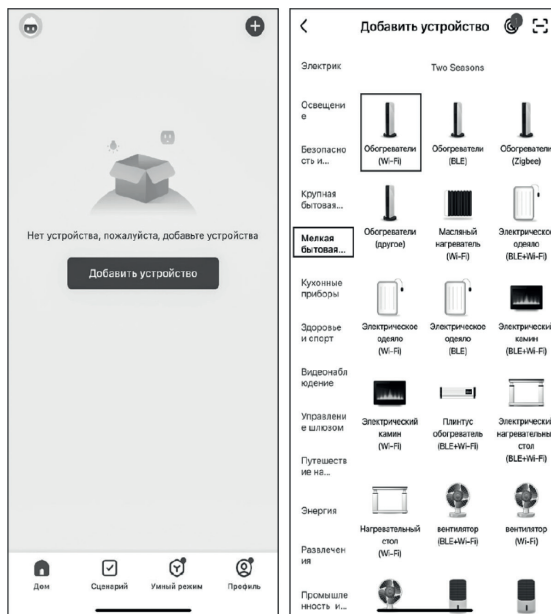 Нет устройства, пожалуйста, добавьте устройства
Добавить устройство
Дом
Сценарий
Умный режим
Профиль
Добавить устройство
Электрик
Освещени
е
Безопасно
сть и...
Крупная
бытовая...
Мелкая
бытовая...
Кухонные
приборы
Здоровье
и спорт
Видеонабл
юдение
Управлени
е шлюзом
Путешеств
ие на...
Энергия
Развлечен
ия
Промышле
нность и...
Two Seasons
Обогреватели
(Wi-Fi)
Обогреватели
(BLE)
Обогреватели
(Zigbee)
Обогреватели
(другое)
Масляный
нагреватель
(Wi-Fi)
Электрическое
одеяло
(BLE+Wi-Fi)
Электрическое
одеяло
(Wi-Fi)
Электрическое
одеяло
(BLE)
Электрический
камин
(BLE+Wi-Fi)
Электрический
камин
(Wi-Fi)
Плинтус
обогреватель
(BLE+Wi-Fi)
Электрический
нагревательный
стол
(BLE+Wi-Fi)
Нагревательный
стол
(Wi-Fi)
вентилятор
(BLE+Wi-Fi)
вентилятор
(Wi-Fi)